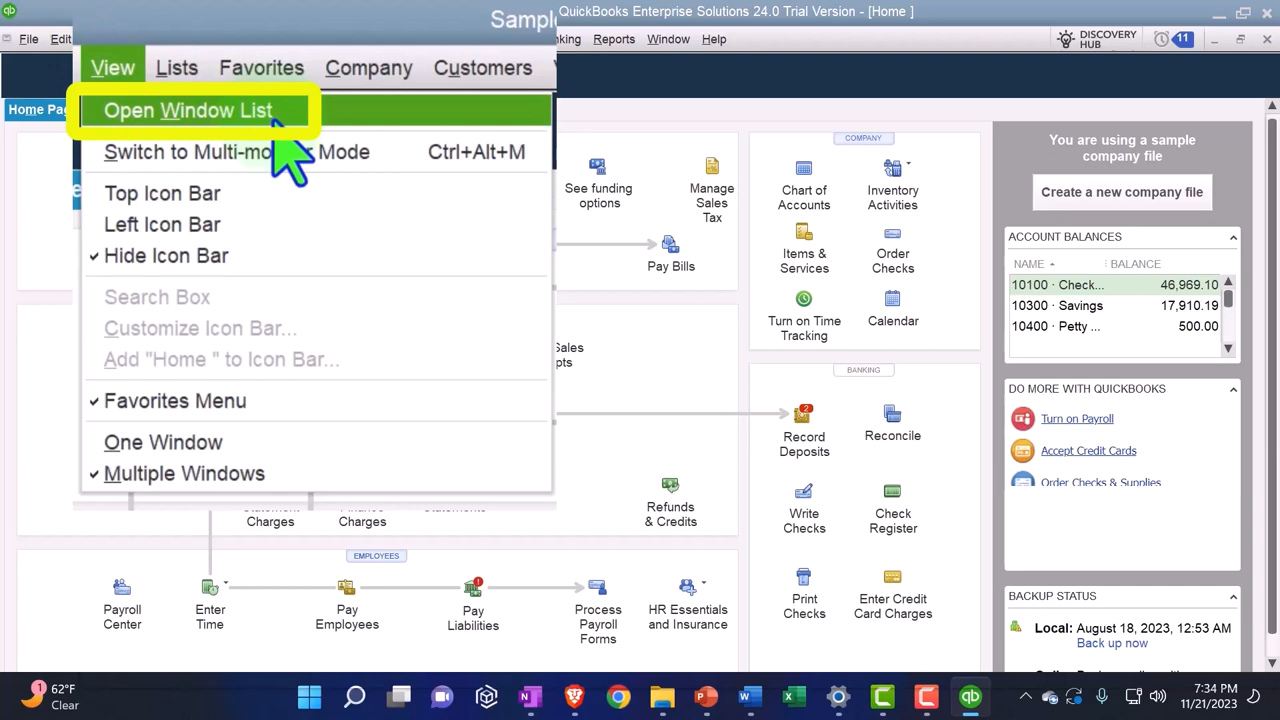 Sample
QuickBooks Enterprise Solutions 24.0 Trial Version - [Home ]
File
Edit
View Lists Favorites Company Customers
Reports Window Help
DISCOVERY
HUB
11
Home Pag
Open Window List
Switch to Multi-mo Mode Ctrl+Alt+M
Top Icon Bar
Left Icon Bar
Hide Icon Bar
Search Box
Customize Icon Bar...
Add "Home " to Icon Bar...
Favorites Menu
One Window
Multiple Windows
See funding
options
Manage
Sales
Tax
Pay Bills
COMPANY
Chart of
Accounts
Inventory
Activities
Items &
Services
Order
Checks
Turn on Time
Tracking
Calendar
BANKING
2
Record
Deposits
Reconcile
Write
Checks
Check
Register
Print
Checks
Enter Credit
Card Charges
Refunds
& Credits
Charges
Charges
EMPLOYEES
Payroll
Center
Enter
Time
Pay
Employees
Pay
Liabilities
Process
Payroll
Forms
HR Essentials
and Insurance
You are using a sample
company file
Create a new company file
ACCOUNT BALANCES
NAME BALANCE
10100 · Check... 46,969.10
10300 · Savings 17,910.19
10400 · Petty ... 500.00
DO MORE WITH QUICKBOOKS
Turn on Payroll
Accept Credit Cards
Order Checks & Supplies
BACKUP STATUS
Local: August 18, 2023, 12:53 AM
Back up now
1
62°F
Clear
7:34 PM
11/21/2023